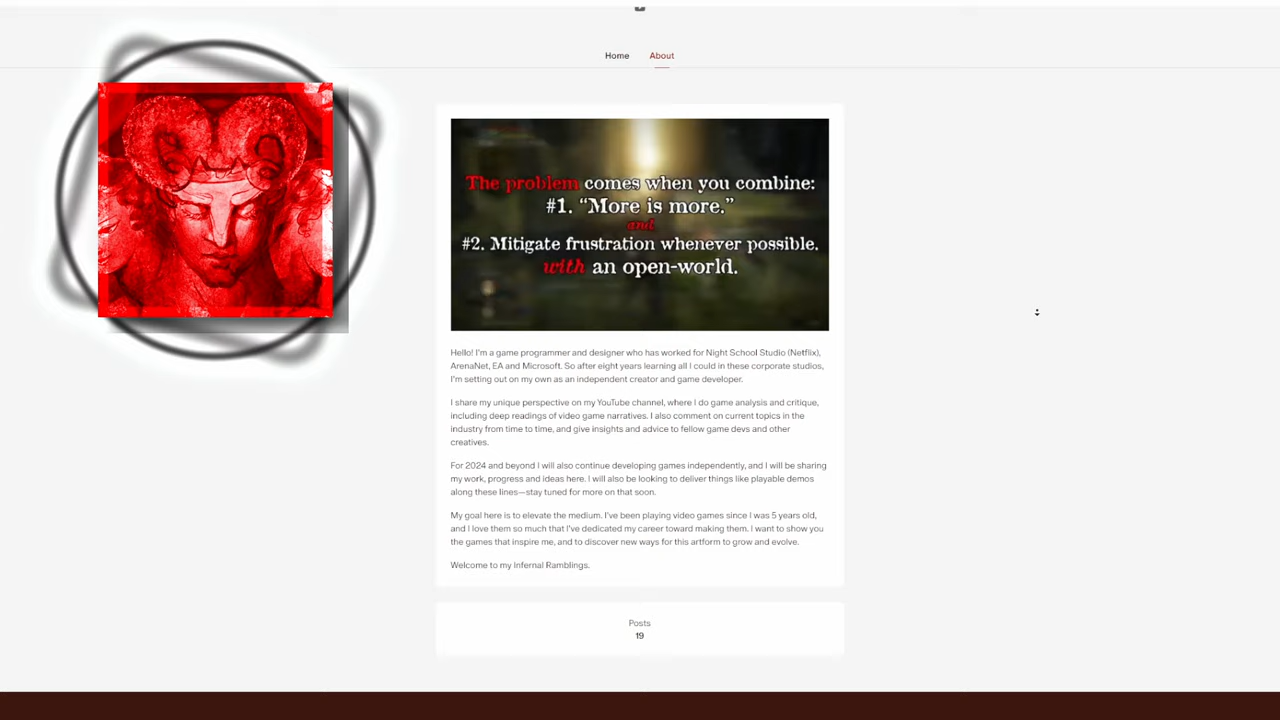 Home About
The problem comes when you combine:
#1. “More is more.”
and
#2. Mitigate frustration whenever possible.
with an open-world.
Hello! I'm a game programmer and designer who has worked for Night School Studio (Netflix),
ArenaNet, EA and Microsoft. So after eight years learning all I could in these corporate studios,
I'm setting out on my own as an independent creator and game developer.
I share my unique perspective on my YouTube channel, where I do game analysis and critique,
including deep readings of video game narratives. I also comment on current topics in the
industry from time to time, and give insights and advice to fellow game devs and other
creatives.
For 2024 and beyond I will also continue developing games independently, and I will be sharing
my work, progress and ideas here. I will also be looking to deliver things like playable demos
along these lines—stay tuned for more on that soon.
My goal here is to elevate the medium. I've been playing video games since I was 5 years old,
and I love them so much that I've dedicated my career toward making them. I want to show you
the games that inspire me, and to discover new ways for this artform to grow and evolve.
Welcome to my Infernal Ramblings.
Posts
19